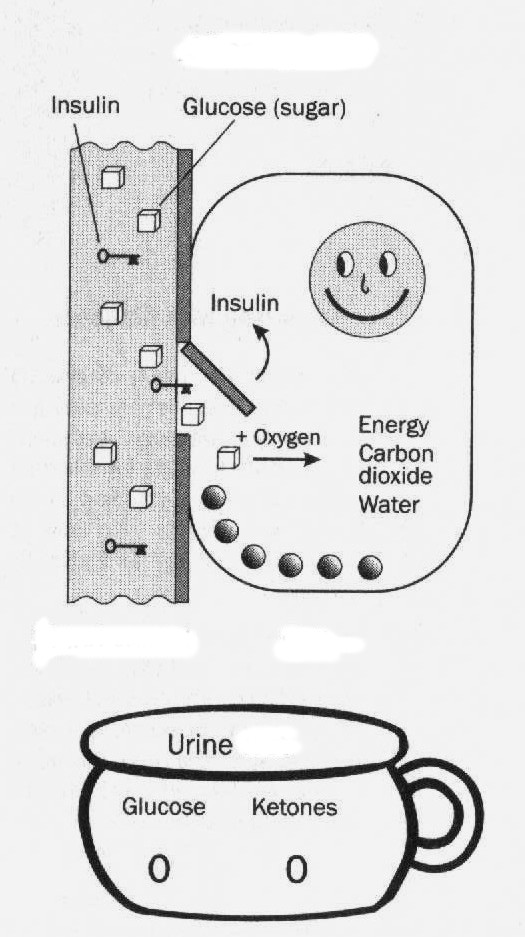 Insulin
Glucose (sugar)
Insulin
+ Oxygen
Energy
Carbon
dioxide
Water
Urine
Glucose Ketones
0 0